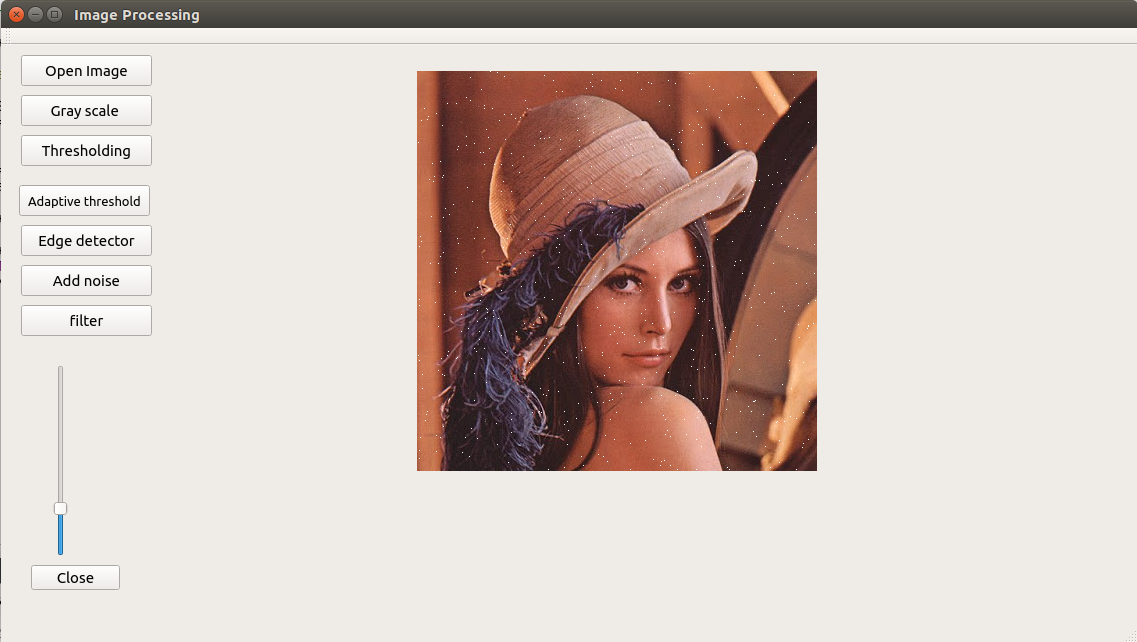 Image Processing
Open Image
Gray scale
Thresholding
Adaptive threshold
Edge detector
Add noise
filter
Close